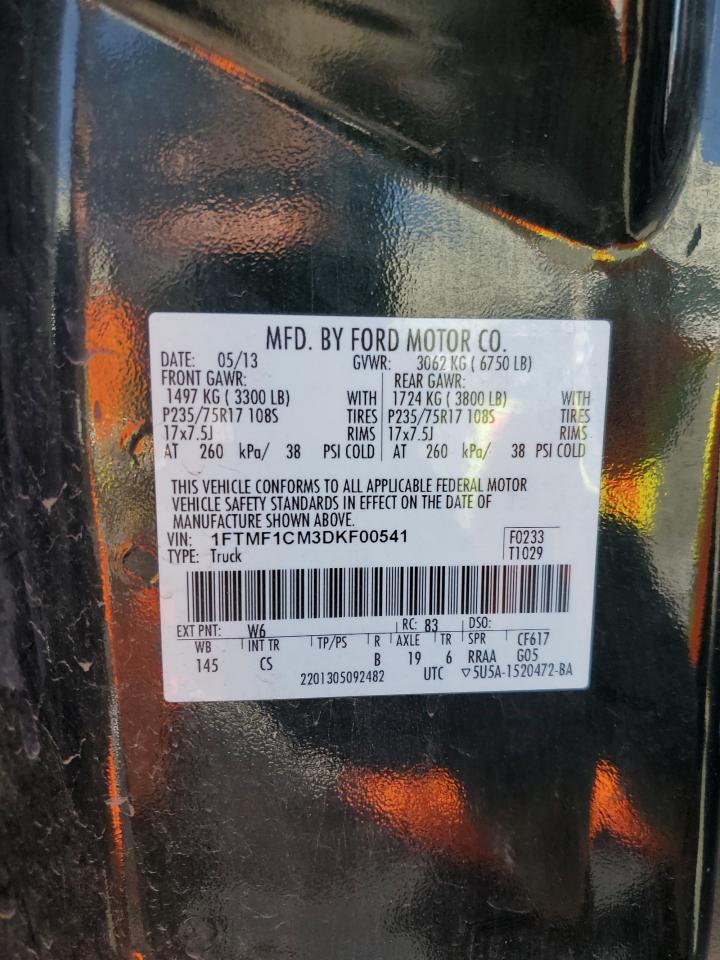 MFD. BY FORD MOTOR CO.
DATE: 05/13 GVWR: 3062 KG ( 6750 LB)
FRONT GAWR: REAR GAWR:
1497 KG ( 3300 LB) WITH 1724 KG ( 3800 LB) WITH
P235/75R17 108S TIRES P235/75R17 108S TIRES
17x7.5J RIMS 17x7.5J RIMS
AT 260 kPa/ 38 PSI COLD AT 260 kPa/ 38 PSI COLD
THIS VEHICLE CONFORMS TO ALL APPLICABLE FEDERAL MOTOR
VEHICLE SAFETY STANDARDS IN EFFECT ON THE DATE OF
MANUFACTURE SHOWN ABOVE.
VIN: 1FTMF1CM3DKF00541 F0233
TYPE: Truck T1029
EXT PNT: W6 RC: 83 DSO:
WB INT TR TP/PS R AXLE TR SPR CF617
145 CS B 19 6 RRAA G05
2201305092482 UTC ▽5U5A-1520472-BA